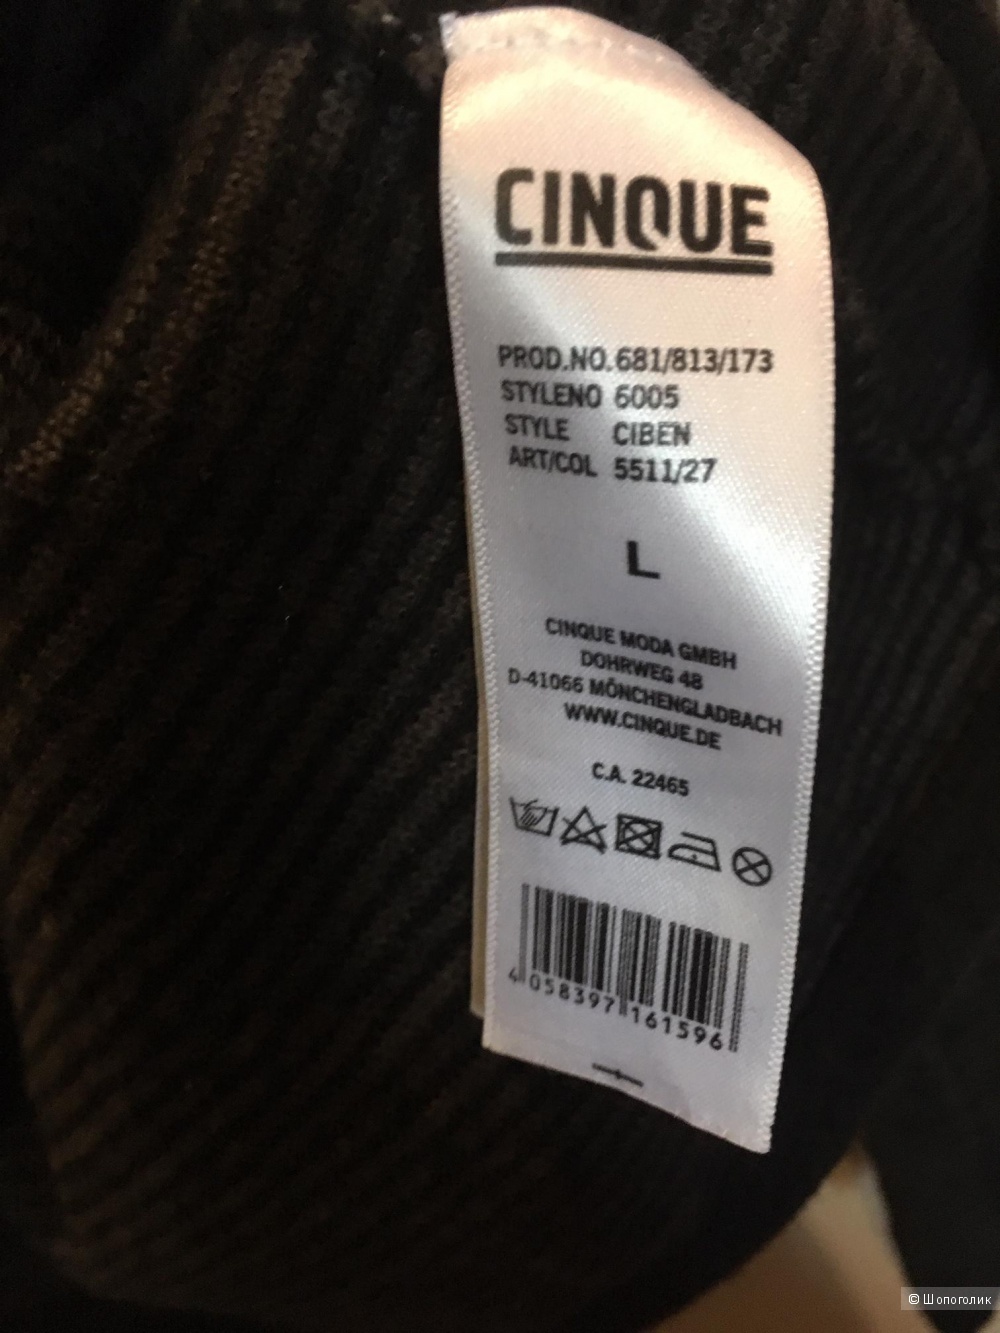 CINQUE
PROD.NO. 681/813/173
STYLENO 6005
STYLE CIBEN
ART/COL 5511/27
L
CINQUE MODA GMBH
DOHRWEG 48
D-41066 MÖNCHENGLADBACH
WWW.CINQUE.DE
C.A. 22465
4 058397 161596
© Шопоголик